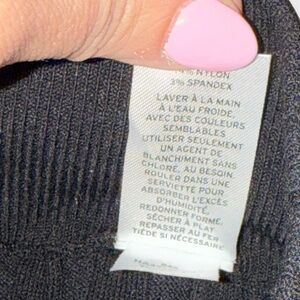 % NYLON
3% SPANDEX
LAVER À LA MAIN
À L'EAU FROIDE,
AVEC DES COULEURS
SEMBLABLES
UTILISER SEULEMENT
UN AGENT DE
BLANCHIMENT SANS
CHLORE, AU BESOIN.
ROULER DANS UNE
SERVIETTE POUR
ABSORBER L'EXCÈS
D'HUMIDITÉ,
REDONNER FORME,
SÉCHER À PLAT
REPASSER AU FER
TIÈDE SI NÉCESSAIRE